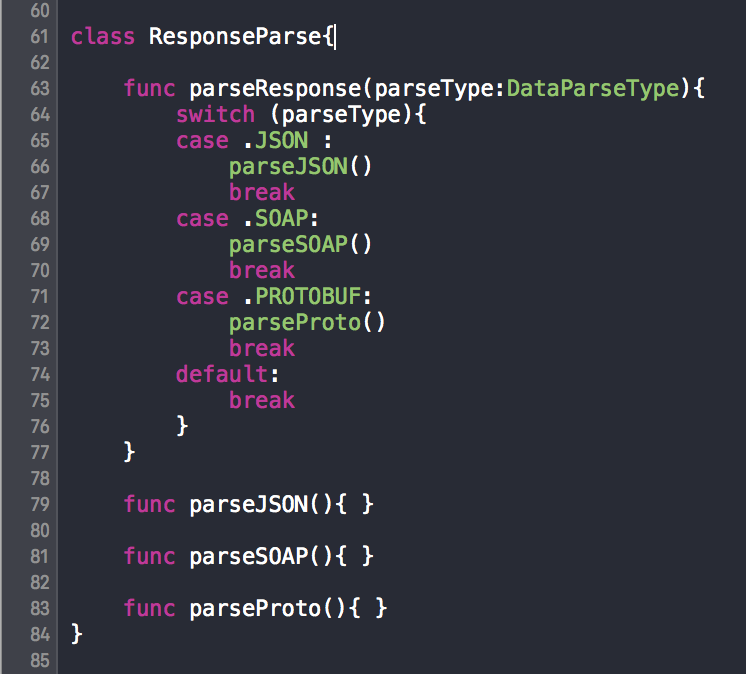 60
61 class ResponseParse{
62
63     func parseResponse(parseType:DataParseType){
64         switch (parseType){
65         case .JSON :
66             parseJSON()
67             break
68         case .SOAP:
69             parseSOAP()
70             break
71         case .PROTOBUF:
72             parseProto()
73             break
74         default:
75             break
76         }
77     }
78
79     func parseJSON(){ }
80
81     func parseSOAP(){ }
82
83     func parseProto(){ }
84 }
85